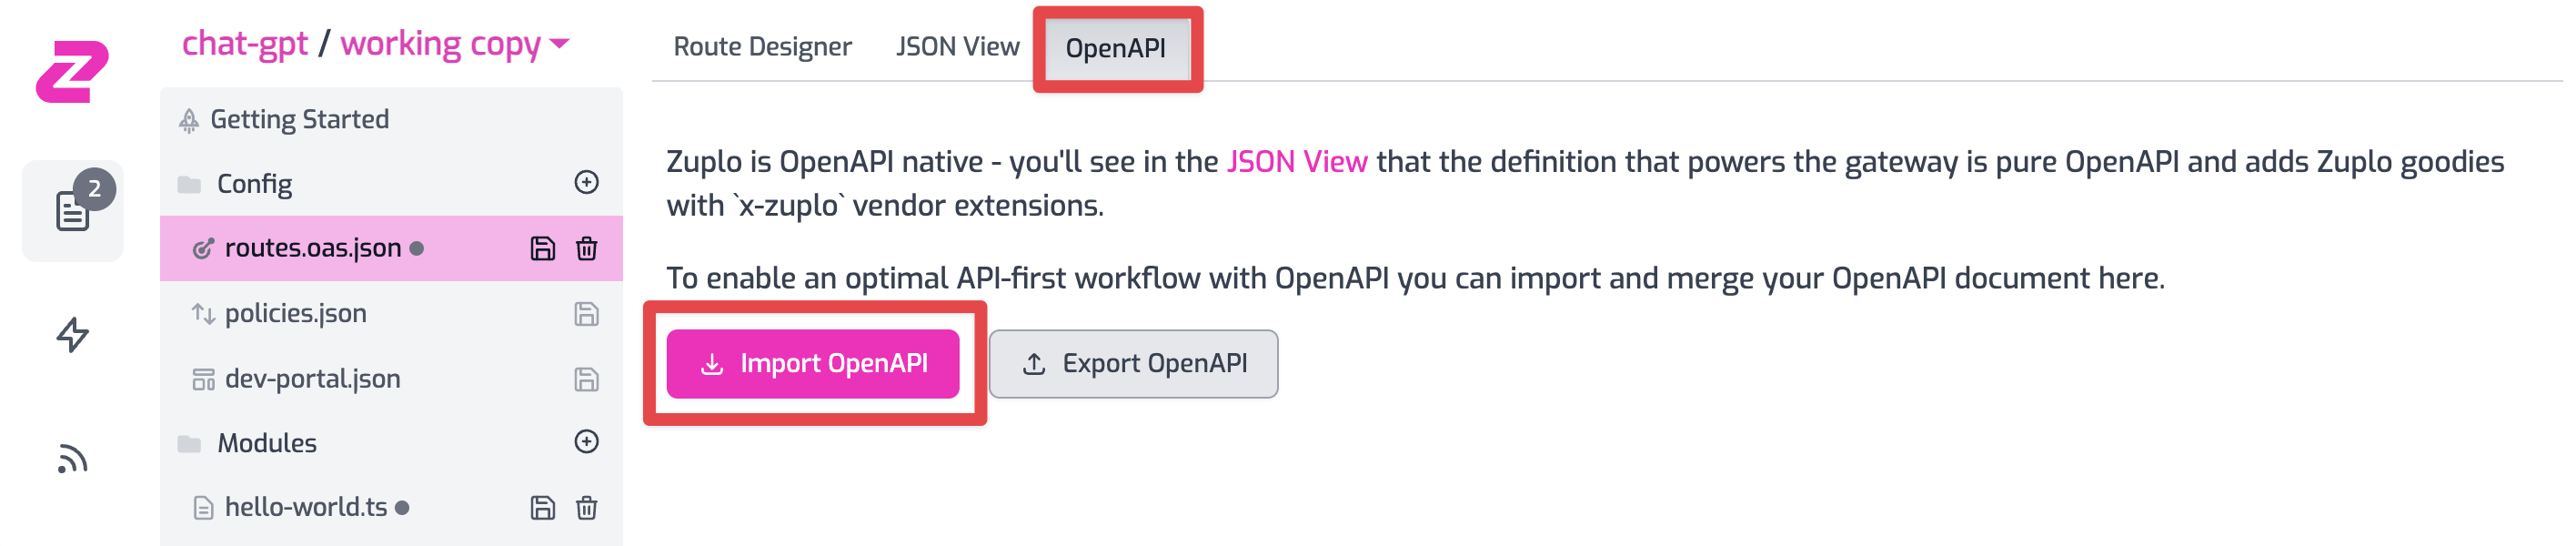 chat-gpt / working copy
Route Designer
JSON View
OpenAPI
2
Getting Started
Config
routes.oas.json
policies.json
dev-portal.json
Modules
hello-world.ts
Zuplo is OpenAPI native - you'll see in the JSON View that the definition that powers the gateway is pure OpenAPI and adds Zuplo goodies
with `x-zuplo` vendor extensions.
To enable an optimal API-first workflow with OpenAPI you can import and merge your OpenAPI document here.
Import OpenAPI
Export OpenAPI